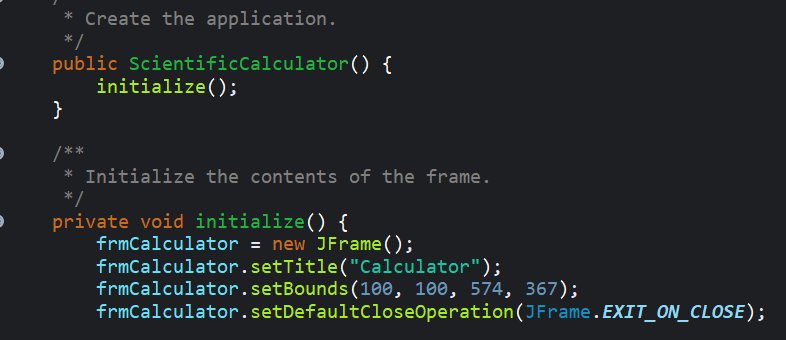 * Create the application.
*/
public ScientificCalculator() {
initialize();
}
/**
* Initialize the contents of the frame.
*/
private void initialize() {
frmCalculator = new JFrame();
frmCalculator.setTitle("Calculator");
frmCalculator.setBounds(100, 100, 574, 367);
frmCalculator.setDefaultCloseOperation(JFrame.EXIT_ON_CLOSE);